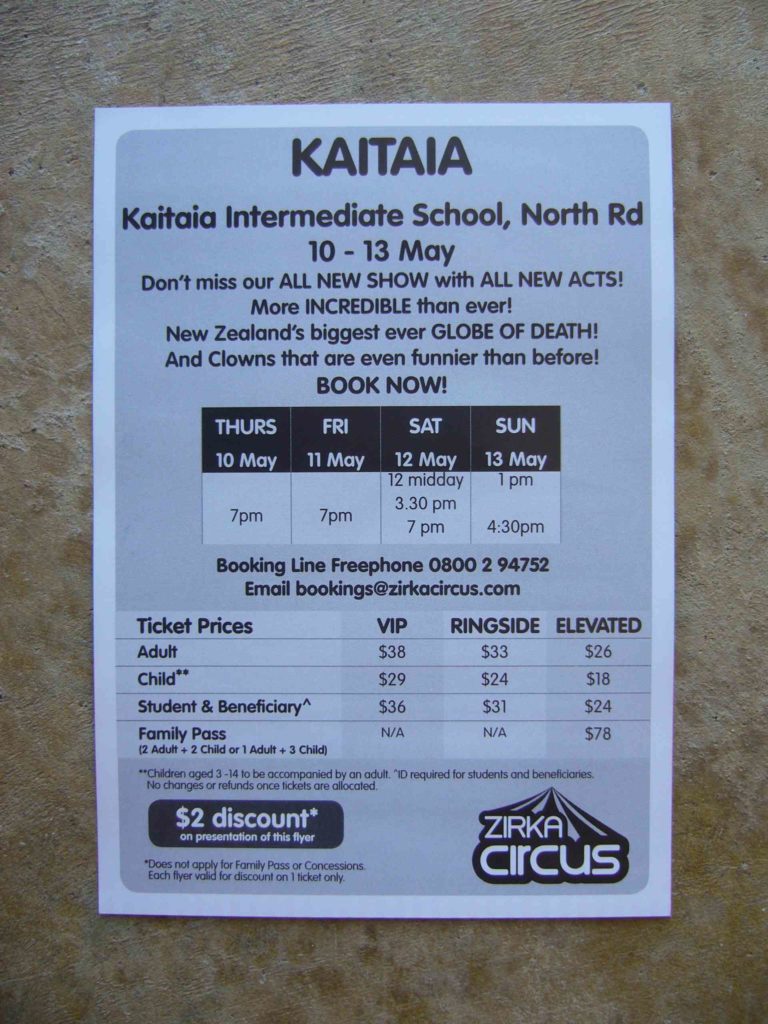 KAITAIA
Kaitaia Intermediate School, North Rd
10 - 13 May
Don't miss our ALL NEW SHOW with ALL NEW ACTS!
More INCREDIBLE than ever!
New Zealand's biggest ever GLOBE OF DEATH!
And Clowns that are even funnier than before!
BOOK NOW!
THURS FRI SAT SUN
10 May 11 May 12 May 13 May
12 midday 1 pm
3.30 pm
7pm 7pm 7 pm 4:30pm
Booking Line Freephone 0800 2 94752
Email bookings@zirkacircus.com
Ticket Prices VIP RINGSIDE ELEVATED
Adult $38 $33 $26
Child** $29 $24 $18
Student & Beneficiary^ $36 $31 $24
Family Pass N/A N/A $78
(2 Adult + 2 Child or 1 Adult + 3 Child)
**Children aged 3 -14 to be accompanied by an adult. ^ID required for students and beneficiaries.
No changes or refunds once tickets are allocated.
$2 discount*
on presentation of this flyer
*Does not apply for Family Pass or Concessions.
Each flyer valid for discount on 1 ticket only.
ZIRKA
CIRCUS